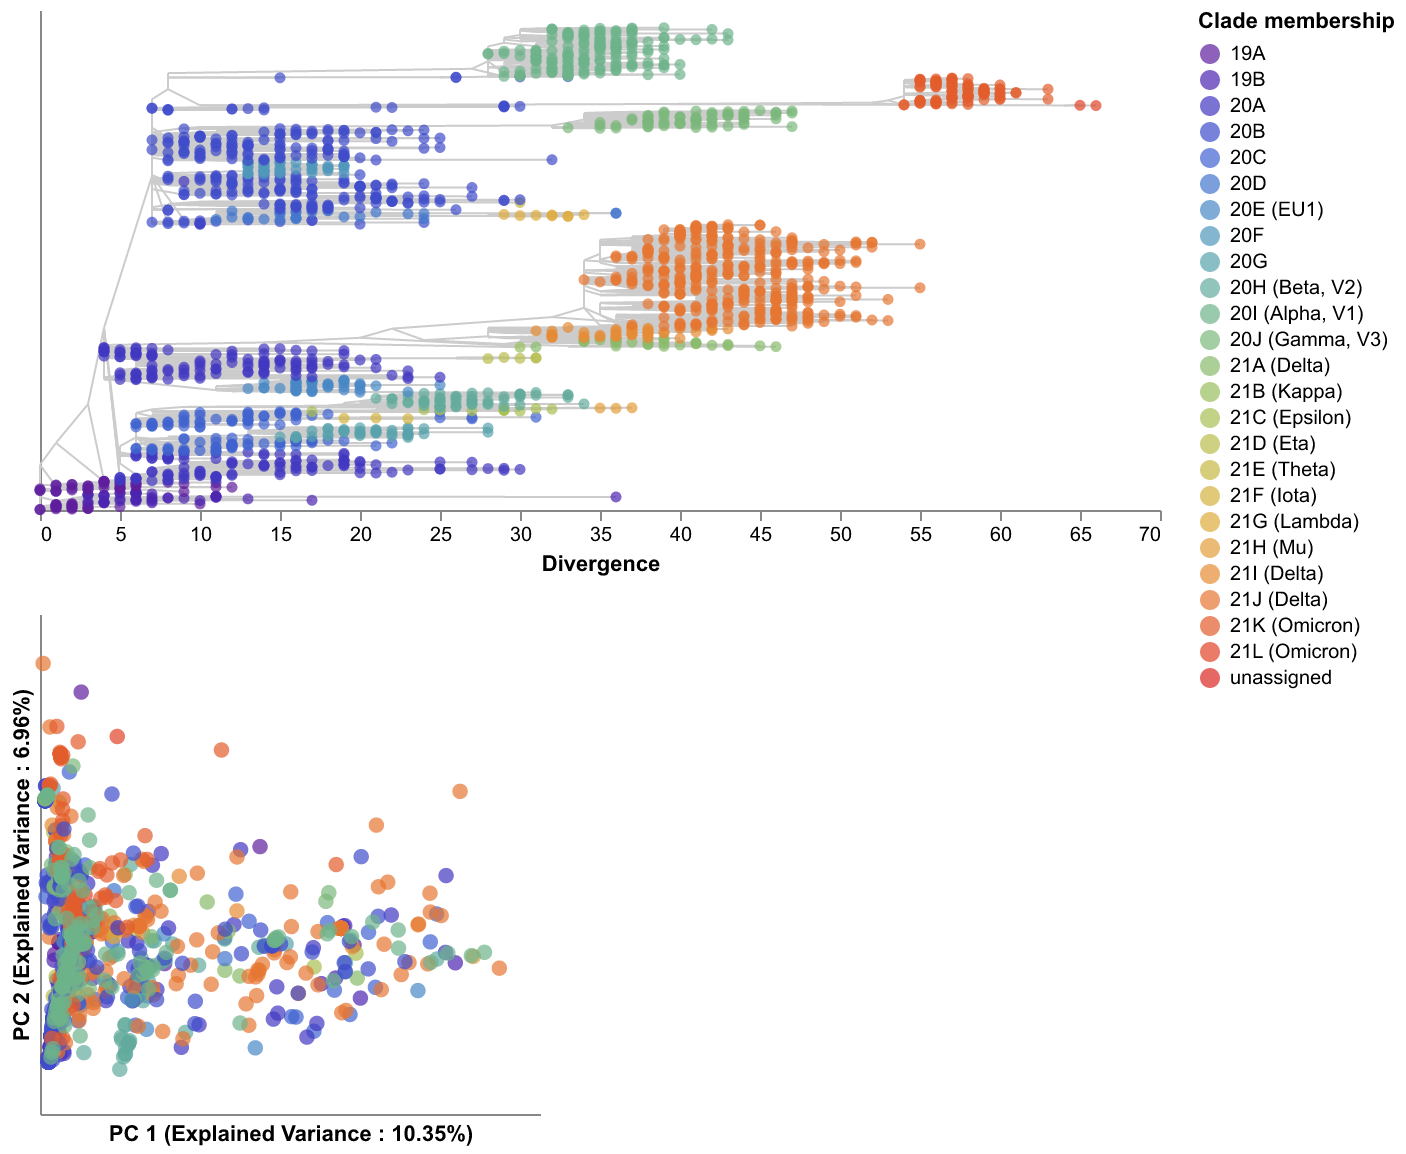 Clade membership
19A
19B
20A
20B
20C
20D
20E (EU1)
20F
20G
20H (Beta, V2)
20I (Alpha, V1)
20J (Gamma, V3)
21A (Delta)
21B (Kappa)
21C (Epsilon)
21D (Eta)
21E (Theta)
21F (Iota)
21G (Lambda)
21H (Mu)
21I (Delta)
21J (Delta)
21K (Omicron)
21L (Omicron)
unassigned
0 5 10 15 20 25 30 35 40 45 50 55 60 65 70
Divergence
PC 2 (Explained Variance : 6.96%)
PC 1 (Explained Variance : 10.35%)